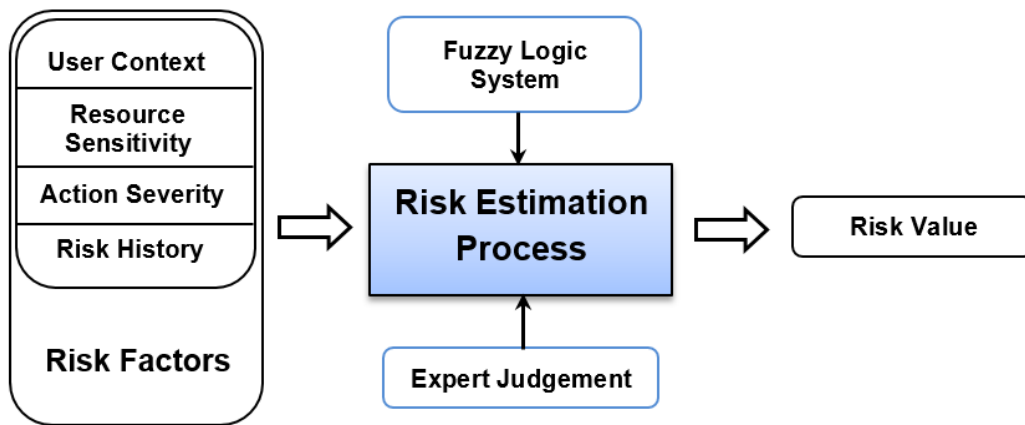 User Context
Resource
Sensitivity
Action Severity
Risk History
Risk Factors
Fuzzy Logic
System
Risk Estimation
Process
Expert Judgement
Risk Value